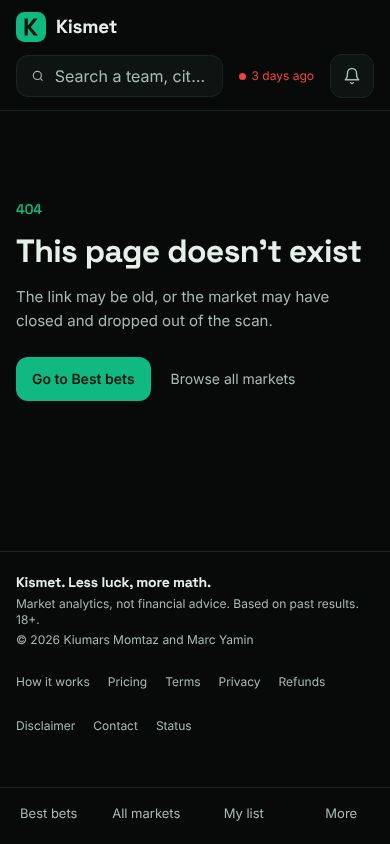 K Kismet
Search a team, cit...
3 days ago
404
This page doesn't exist
The link may be old, or the market may have
closed and dropped out of the scan.
Go to Best bets
Browse all markets
Kismet. Less luck, more math.
Market analytics, not financial advice. Based on past results.
18+.
© 2026 Kiumars Momtaz and Marc Yamin
How it works Pricing Terms Privacy Refunds
Disclaimer Contact Status
Best bets All markets My list More